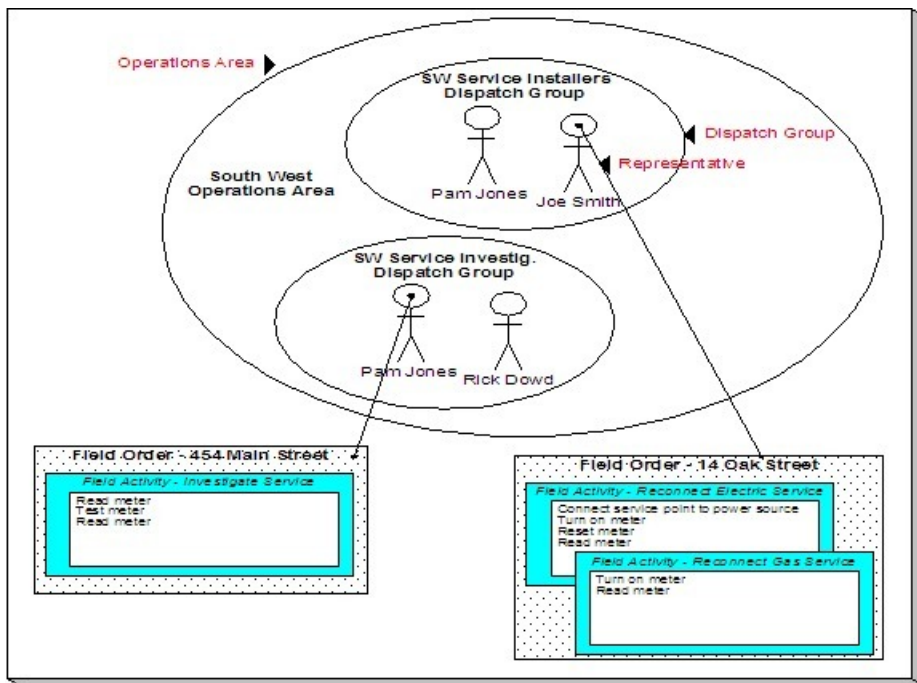 Operations Area
SW Service Installers
Dispatch Group
Dispatch Group
Representative
South West
Operations Area
Pam Jones
Joe Smith
SW Service Investig.
Dispatch Group
Pam Jones
Rick Dowd
Field Order - 454 Main Street
Field Activity - Investigate Service
Read meter
Test meter
Read meter
Field Order - 14 Oak Street
Field Activity - Reconnect Electric Service
Connect service point to power source
Turn on meter
Reset meter
Read meter
Field Activity - Reconnect Gas Service
Turn on meter
Read meter